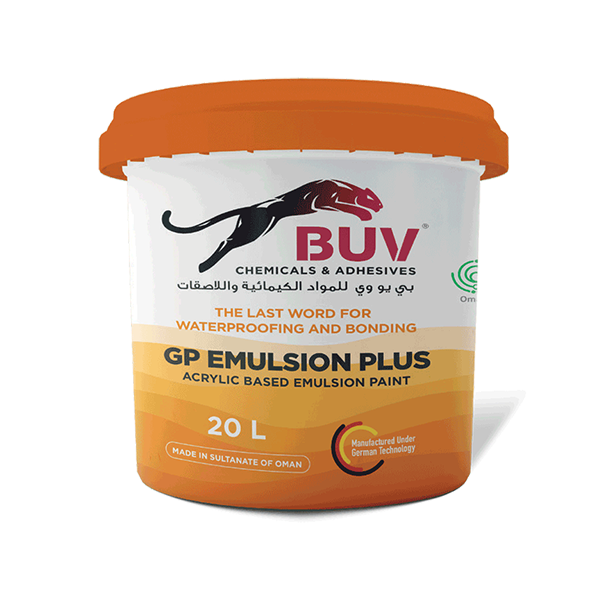 BUV®
CHEMICALS & ADHESIVES
بي يو وي للمواد الكيمائية واللاصقات
THE LAST WORD FOR
WATERPROOFING AND BONDING
GP EMULSION PLUS
ACRYLIC BASED EMULSION PAINT
20 L
MADE IN SULTANATE OF OMAN
Manufactured Under
German Technology